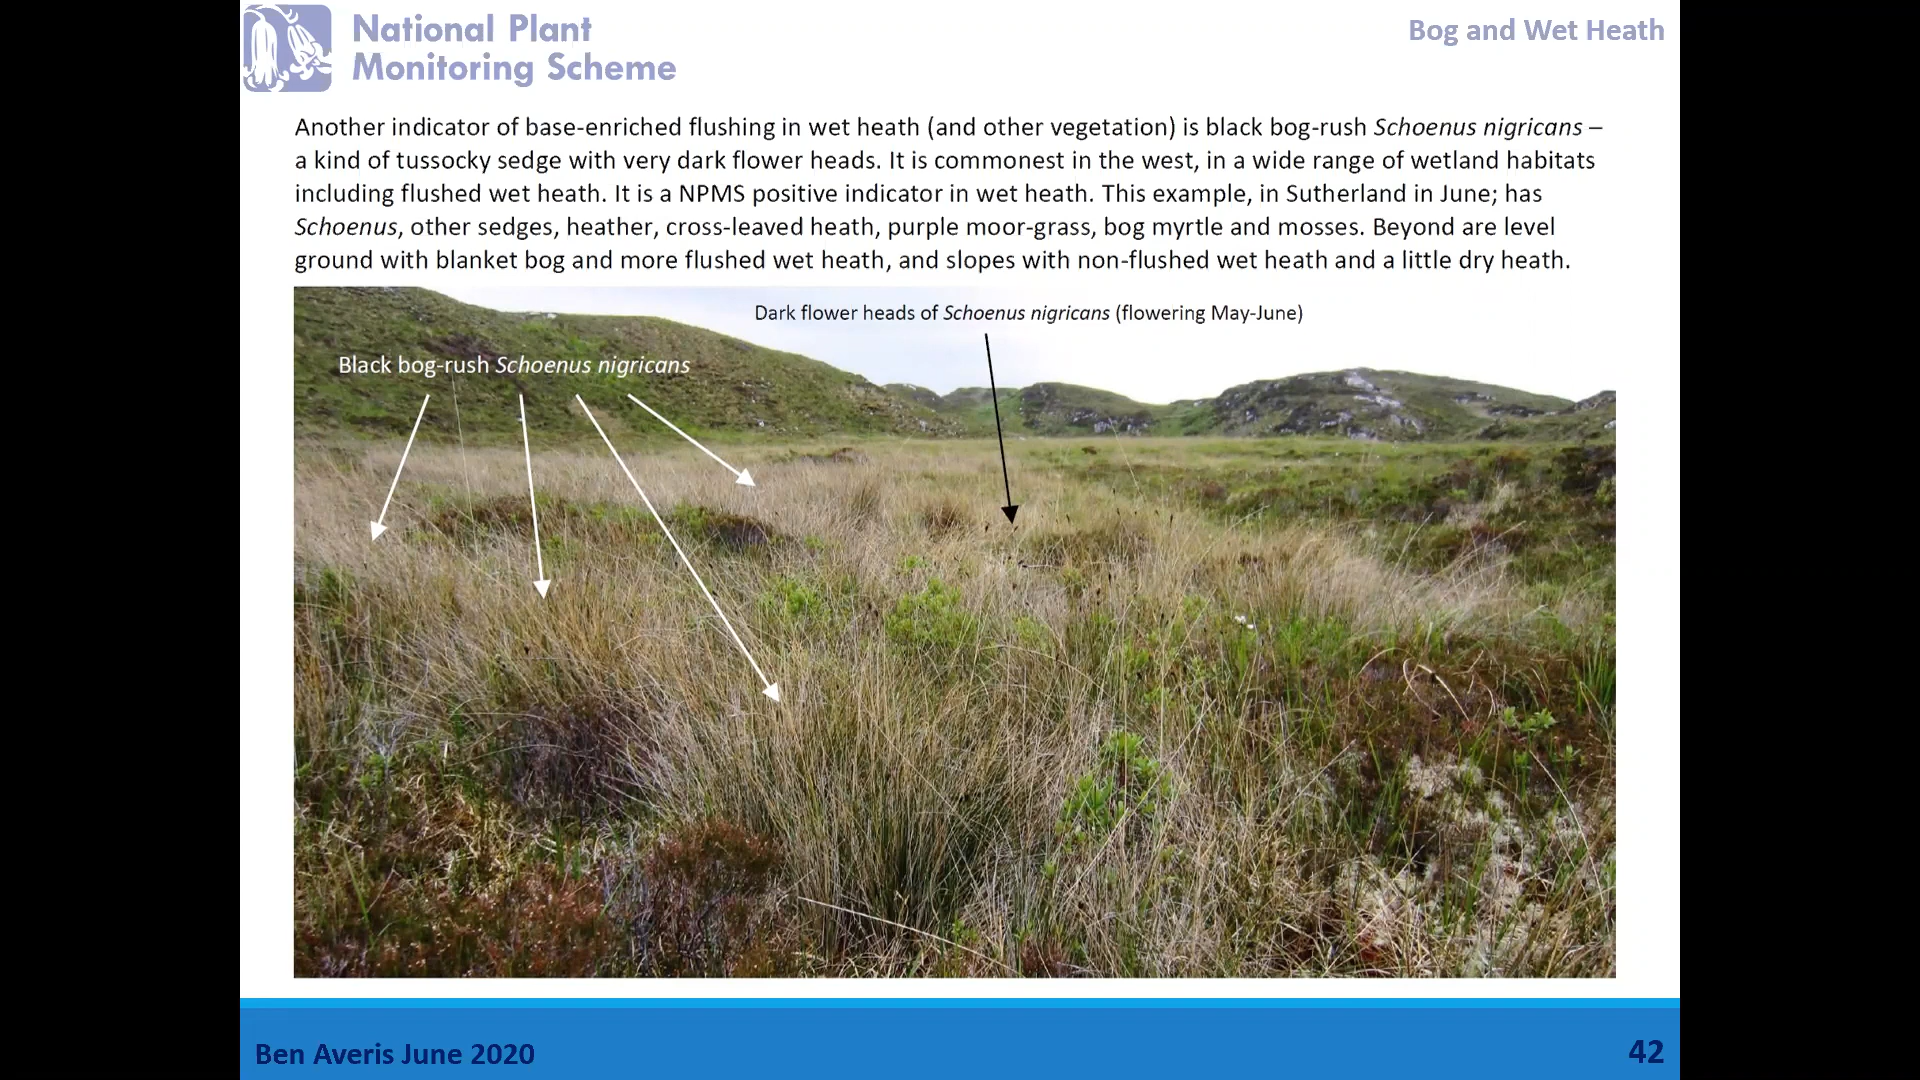 National Plant
Monitoring Scheme
Bog and Wet Heath
Another indicator of base-enriched flushing in wet heath (and other vegetation) is black bog-rush Schoenus nigricans –
a kind of tussocky sedge with very dark flower heads. It is commonest in the west, in a wide range of wetland habitats
including flushed wet heath. It is a NPMS positive indicator in wet heath. This example, in Sutherland in June; has
Schoenus, other sedges, heather, cross-leaved heath, purple moor-grass, bog myrtle and mosses. Beyond are level
ground with blanket bog and more flushed wet heath, and slopes with non-flushed wet heath and a little dry heath.
Dark flower heads of Schoenus nigricans (flowering May-June)
Black bog-rush Schoenus nigricans
Ben Averis June 2020
42